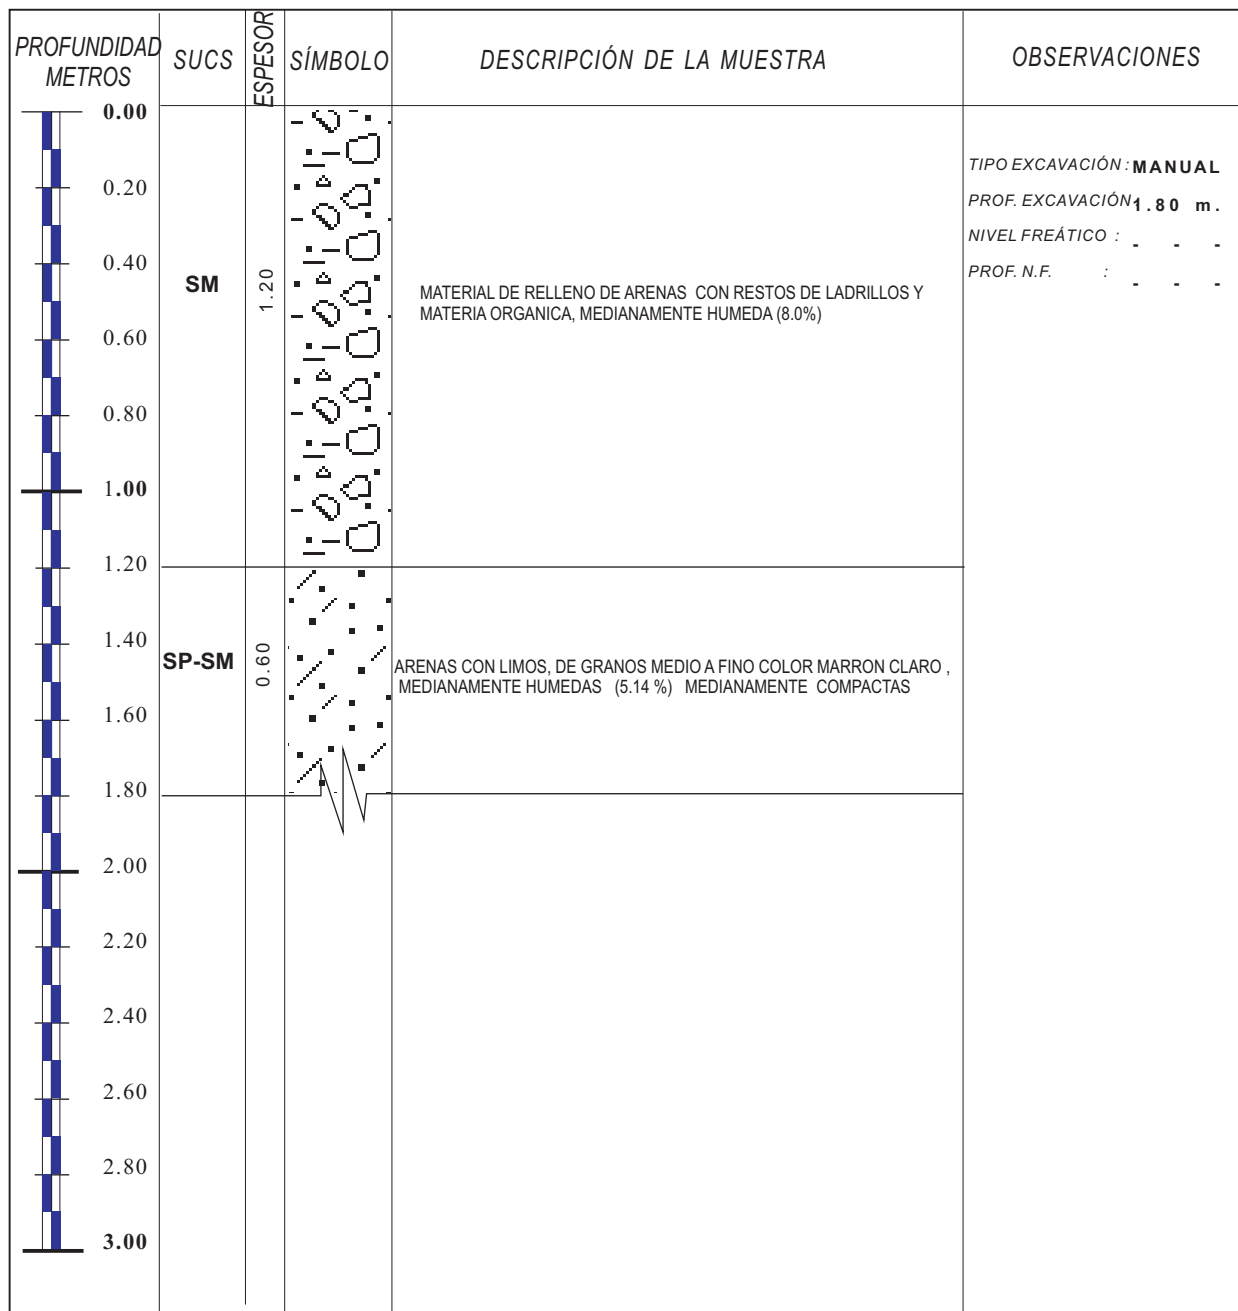 PROFUNDIDAD
METROS
SUCS
ESPESOR
SÍMBOLO
DESCRIPCIÓN DE LA MUESTRA
OBSERVACIONES
0.00
0.20
0.40
0.60
0.80
1.00
1.20
1.40
1.60
1.80
2.00
2.20
2.40
2.60
2.80
3.00
SM
1.20
MATERIAL DE RELLENO DE ARENAS CON RESTOS DE LADRILLOS Y
MATERIA ORGANICA, MEDIANAMENTE HUMEDA (8.0%)
SP-SM
0.60
ARENAS CON LIMOS, DE GRANOS MEDIO A FINO COLOR MARRON CLARO ,
MEDIANAMENTE HUMEDAS (5.14 %) MEDIANAMENTE COMPACTAS
TIPO EXCAVACIÓN : MANUAL
PROF. EXCAVACIÓN 1.80 m.
NIVEL FREÁTICO : - - -
PROF. N.F. : - - -